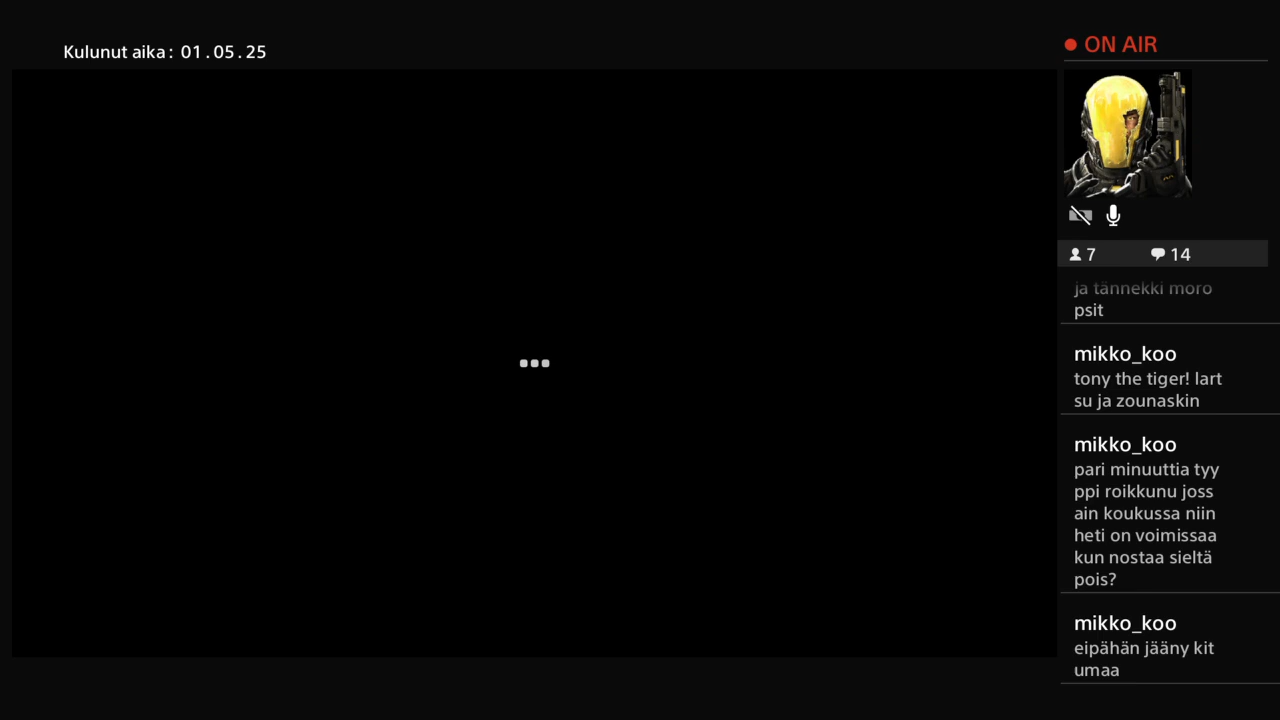 Kulunut aika: 01.05.25
ON AIR
7 14
ja tännekki moro
psit
mikko_koo
tony the tiger! lart
su ja zounaskin
mikko_koo
pari minuuttia tyy
ppi roikkunu joss
ain koukussa niin
heti on voimissaa
kun nostaa sieltä
pois?
mikko_koo
eipähän jääny kit
umaa